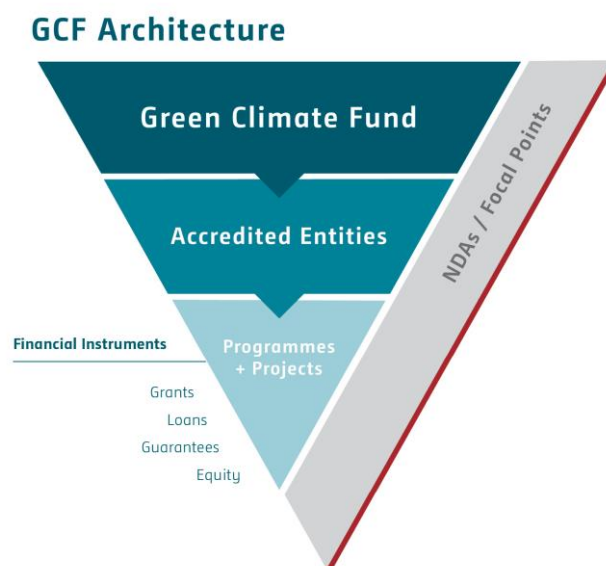 GCF Architecture
Green Climate Fund
Accredited Entities
NDAs / Focal Points
Financial Instruments
Programmes
+ Projects
Grants
Loans
Guarantees
Equity